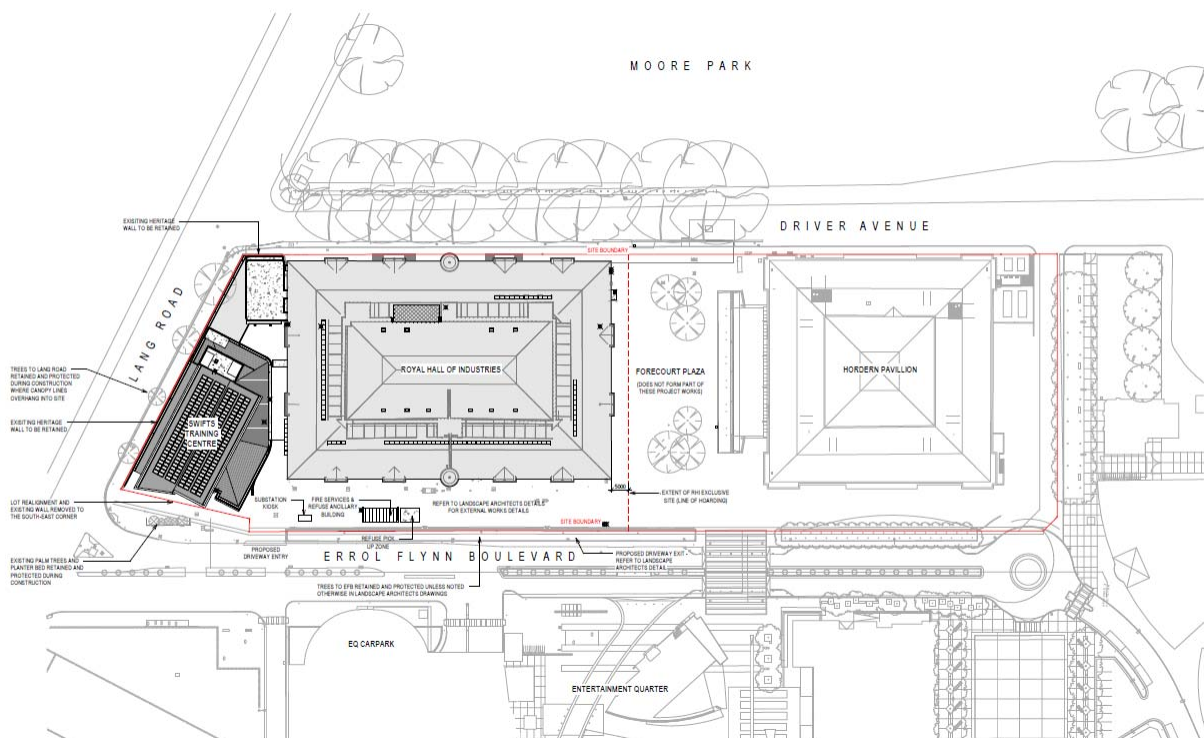 MOORE PARK
DRIVER AVENUE
EXISITING HERITAGE
WALL TO BE RETAINED
SITE BOUNDARY
LANG ROAD
TREES TO LAND ROAD
RETAINED AND PROTECTED
DURING CONSTRUCTION
WHERE CANOPY LINES
OVERHANG INTO SITE
EXISITING HERITAGE
WALL TO BE RETAINED
ROYAL HALL OF INDUSTRIES
FORECOURT PLAZA
(DOES NOT FORM PART OF
THESE PROJECT WORKS)
HORDERN PAVILLION
SWIFTS
TRAINING
CENTRE
LOT REALIGNMENT AND
EXISTING WALL REMOVED TO
THE SOUTH-EAST CORNER
SUBSTATION
KIOSK
FIRE SERVICES &
REFUSE ANCILLARY
BUILDING
REFER TO LANDSCAPE ARCHITECTS DETAILS
FOR EXTERNAL WORKS DETAILS
5000
EXTENT OF RHI EXCLUSIVE
SITE (LINE OF HOARDING)
SITE BOUNDARY
REFUSE PICK
UP ZONE
PROPOSED
DRIVEWAY ENTRY
ERROL FLYNN BOULEVARD
PROPOSED DRIVEWAY EXIT -
REFER TO LANDSCAPE
ARCHITECTS DETAIL
EXISTING PALM TREES AND
PLANTER BED RETAINED AND
PROTECTED DURING
CONSTRUCTION
TREES TO EFB RETAINED AND PROTECTED UNLESS NOTED
OTHERWISE IN LANDSCAPE ARCHITECTS DRAWINGS
EQ CARPARK
ENTERTAINMENT QUARTER